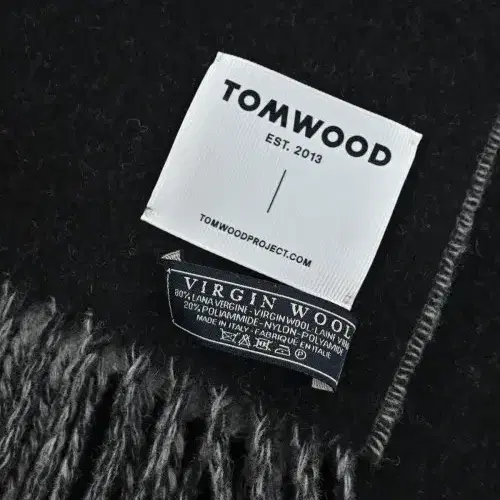 TOMWOOD
EST. 2013
TOMWOODPROJECT.COM
VIRGIN WOOL
80% LANA VERGINE-VIRGIN WOOL-LAINE
20% POLIAMMIDE-NYLON-POLYAMIDE
MADE IN ITALY-FABRIQUE EN ITALIE